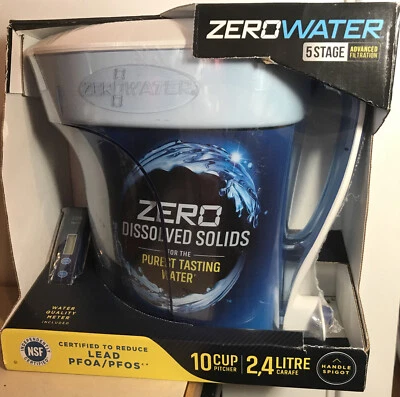 ZEROWATER
5 STAGE ADVANCED FILTRATION
ZEROWATER
ZERO
DISSOLVED SOLIDS
FOR THE
PUREST TASTING
WATER
WATER
QUALITY
METER
INCLUDED
NSF
CERTIFIED TO REDUCE
LEAD
PFOA/PFOS
10 CUP PITCHER
2,4 LITRE CARAFE
HANDLE
SPIGOT